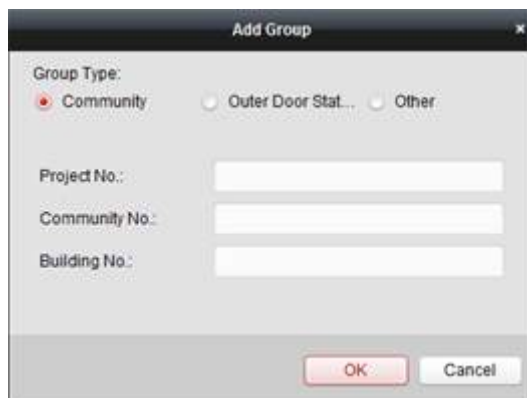 Add Group
Group Type:
Community Outer Door Stat... Other
Project No.:
Community No.:
Building No.:
OK Cancel